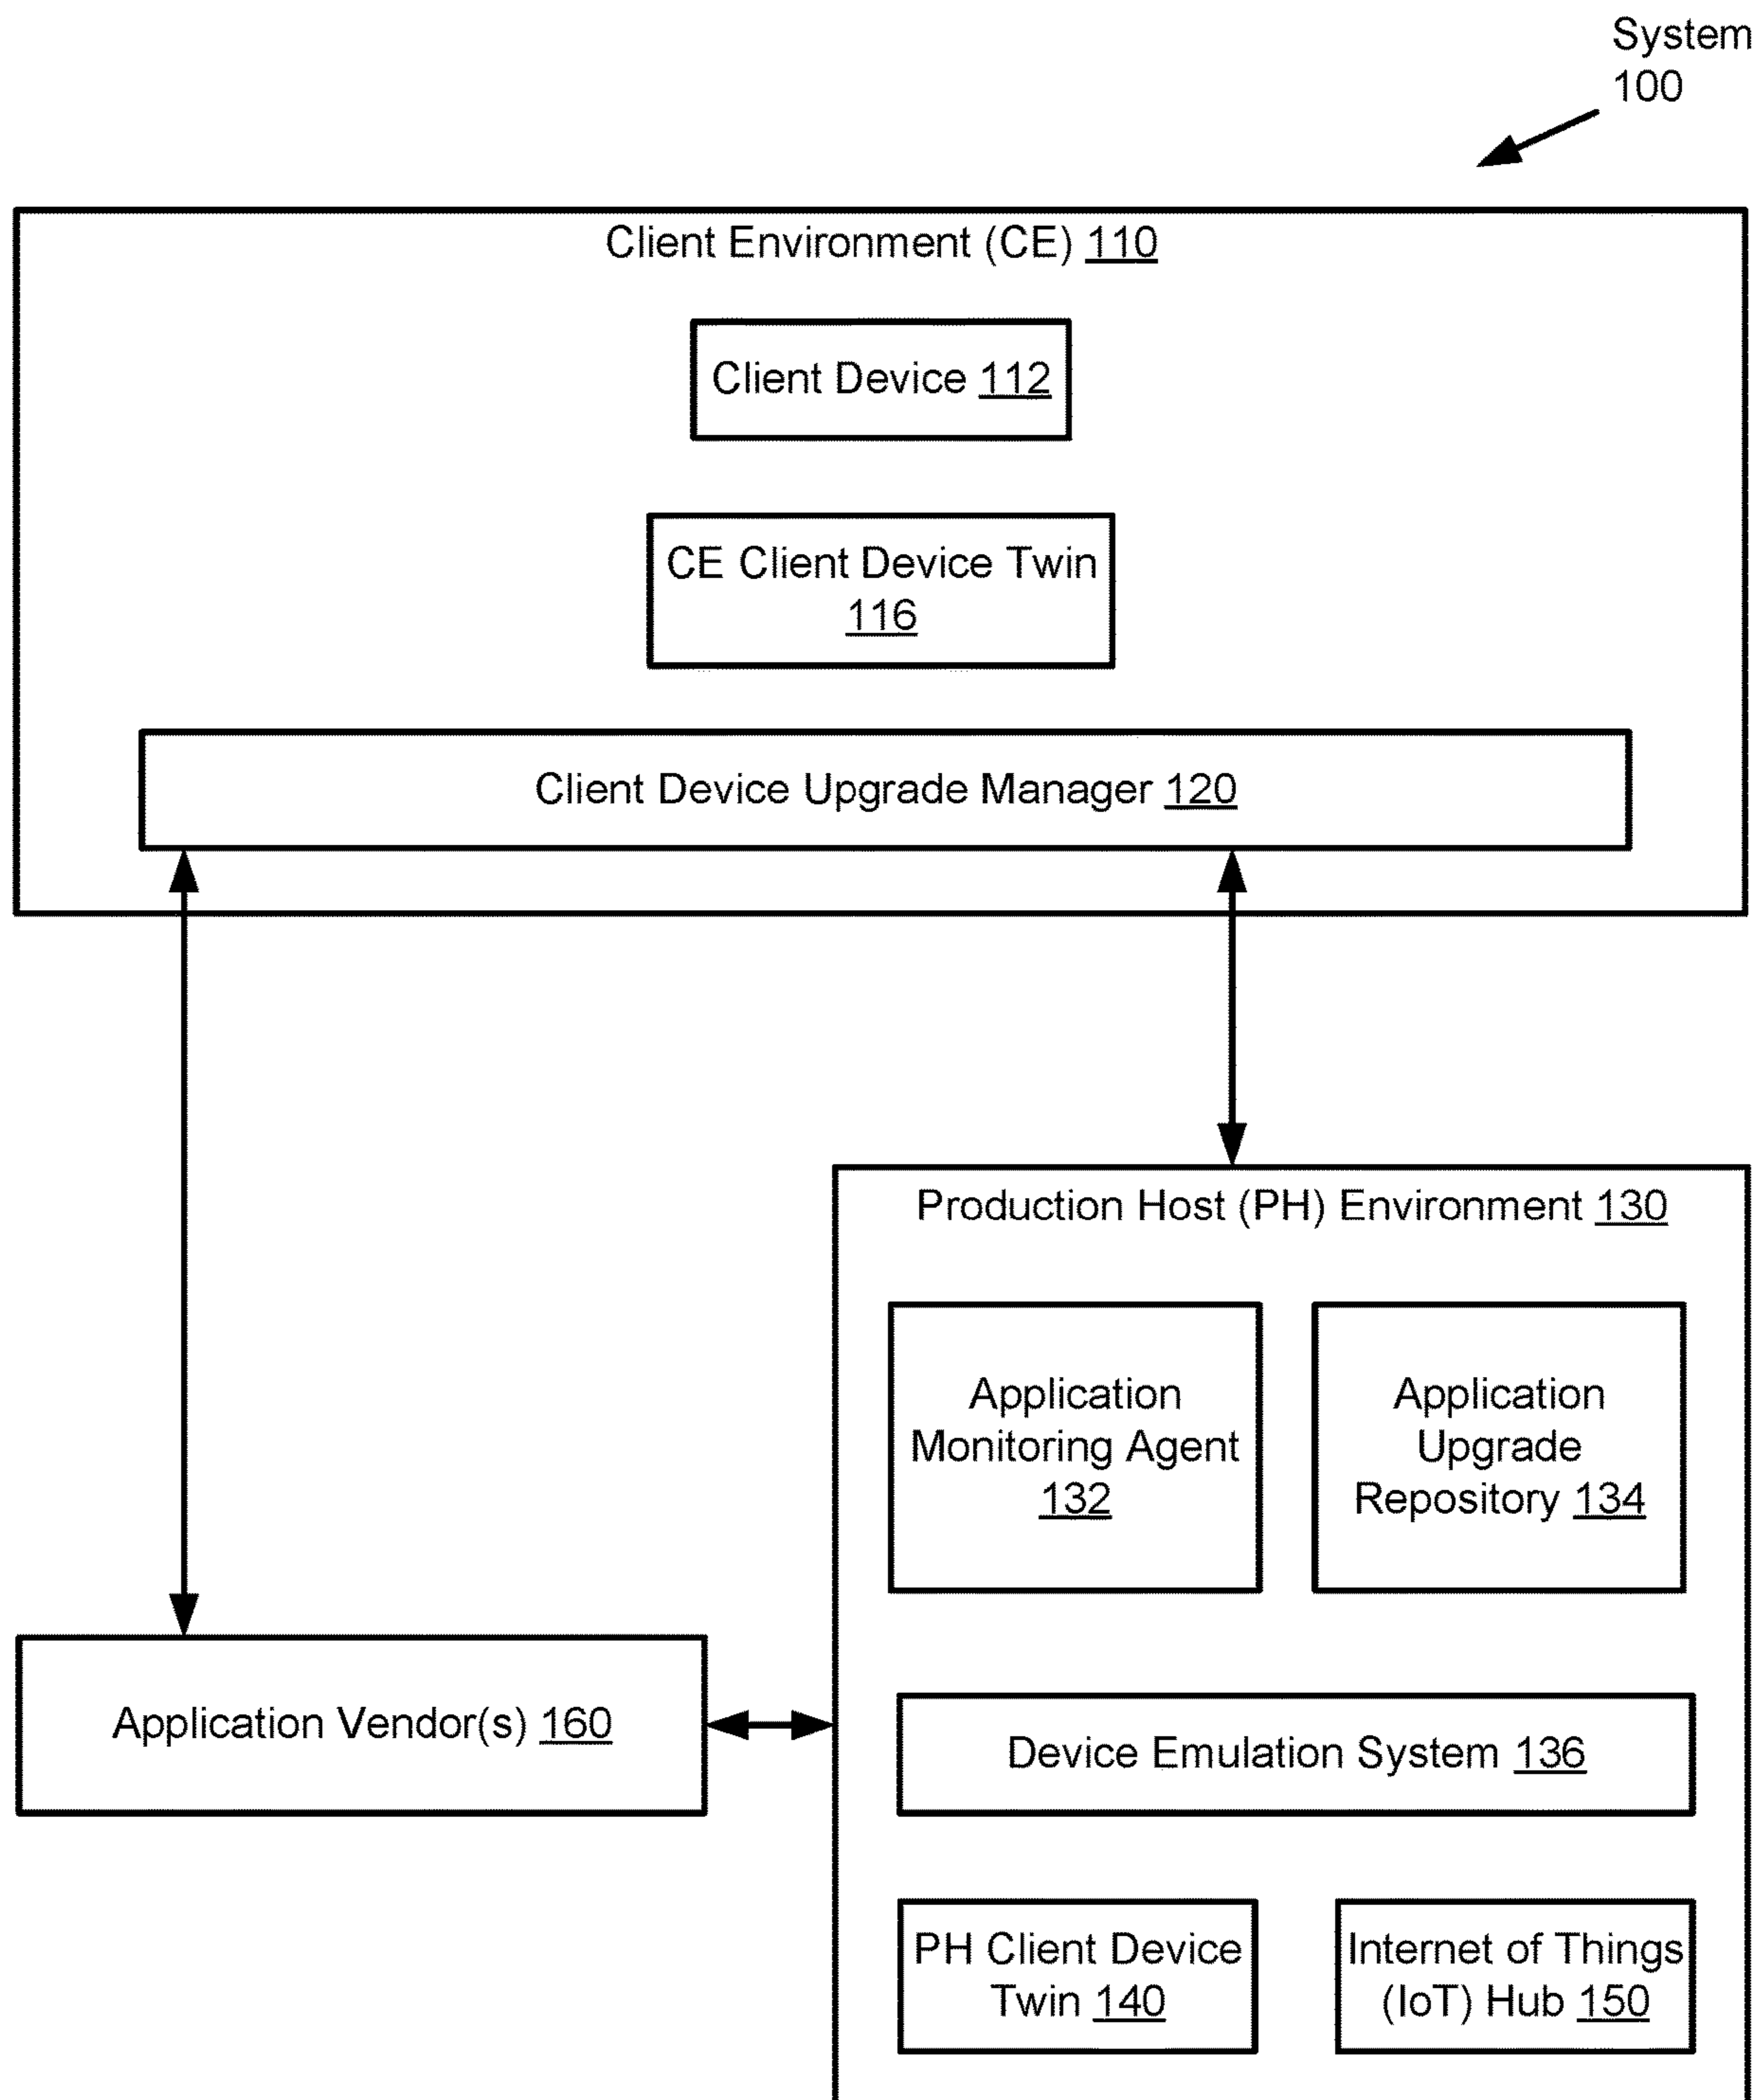 System
100
Client Environment (CE) 110
Client Device 112
CE Client Device Twin
116
Client Device Upgrade Manager 120
Production Host (PH) Environment 130
Application
Monitoring Agent
132
Application
Upgrade
Repository 134
Application Vendor(s) 160
Device Emulation System 136
PH Client Device
Twin 140
Internet of Things
(IoT) Hub 150